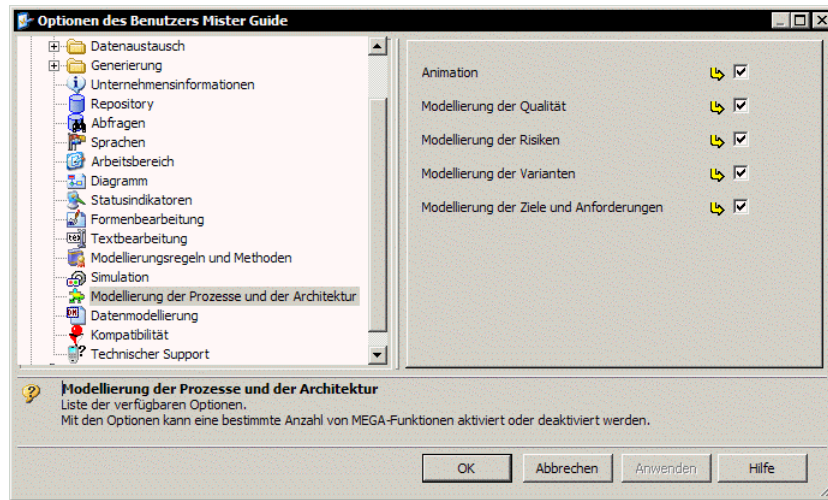 Optionen des Benutzers Mister Guide
Datenaustausch
Generierung
Unternehmensinformationen
Repository
Abfragen
Sprachen
Arbeitsbereich
Diagramm
Statusindikatoren
Formenbearbeitung
Textbearbeitung
Modellierungsregeln und Methoden
Simulation
Modellierung der Prozesse und der Architektur
Datenmodellierung
Kompatibilität
Technischer Support
Animation
Modellierung der Qualität
Modellierung der Risiken
Modellierung der Varianten
Modellierung der Ziele und Anforderungen
Modellierung der Prozesse und der Architektur
Liste der verfügbaren Optionen.
Mit den Optionen kann eine bestimmte Anzahl von MEGA-Funktionen aktiviert oder deaktiviert werden.
OK Abbrechen Anwenden Hilfe